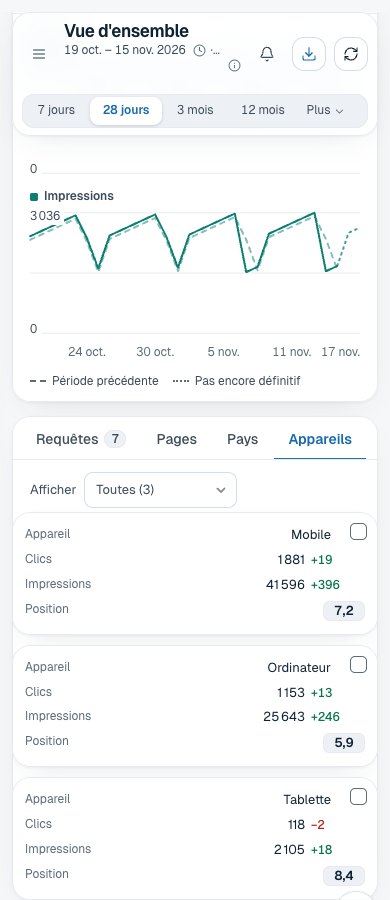 Vue d'ensemble
19 oct. – 15 nov. 2026 ·…
7 jours 28 jours 3 mois 12 mois Plus
0
Impressions
3 036
0
24 oct. 30 oct. 5 nov. 11 nov. 17 nov.
Période précédente Pas encore définitif
Requêtes 7 Pages Pays Appareils
Afficher Toutes (3)
Appareil Mobile
Clics 1 881 +19
Impressions 41 596 +396
Position 7,2
Appareil Ordinateur
Clics 1 153 +13
Impressions 25 643 +246
Position 5,9
Appareil Tablette
Clics 118 −2
Impressions 2 105 +18
Position 8,4